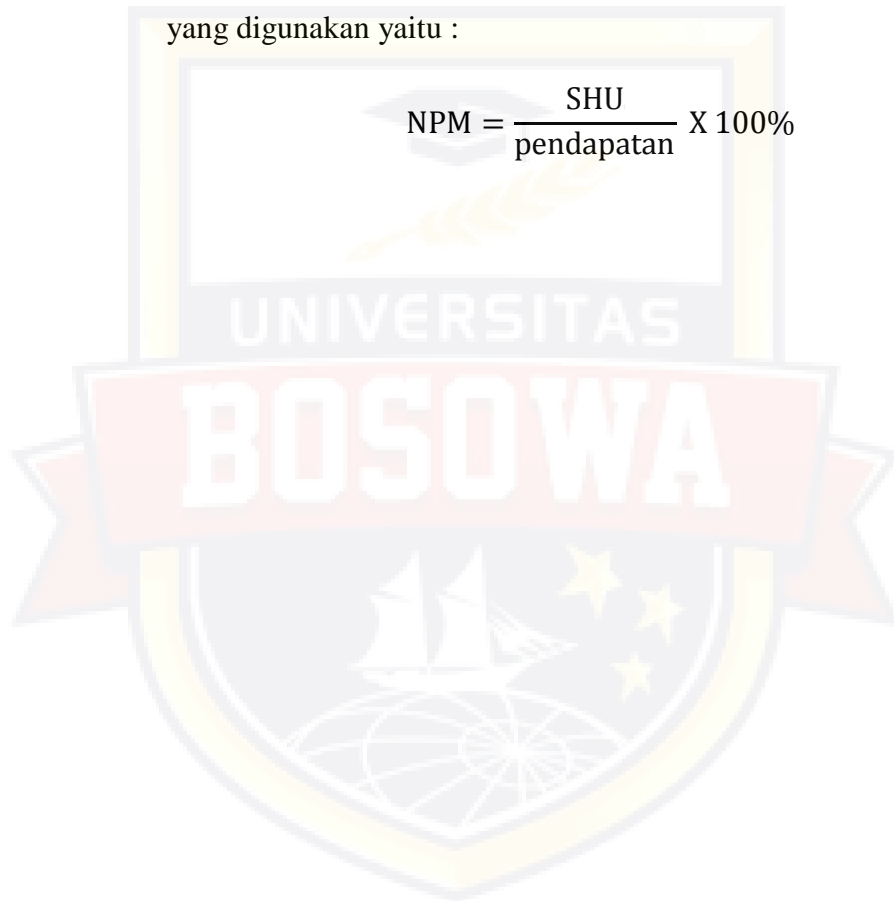 yang digunakan yaitu :
NPM = SHU / pendapatan X 100%
UNIVERSITAS
BOSOWA